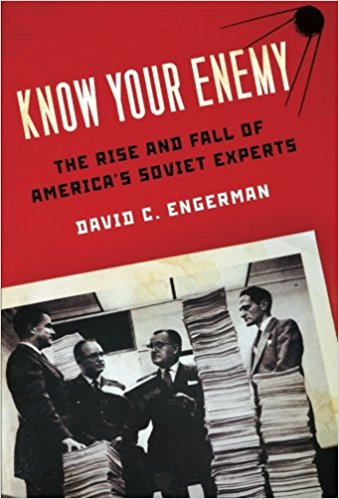 KNOW YOUR ENEMY
THE RISE AND FALL OF
AMERICA'S SOVIET EXPERTS
DAVID C. ENGERMAN